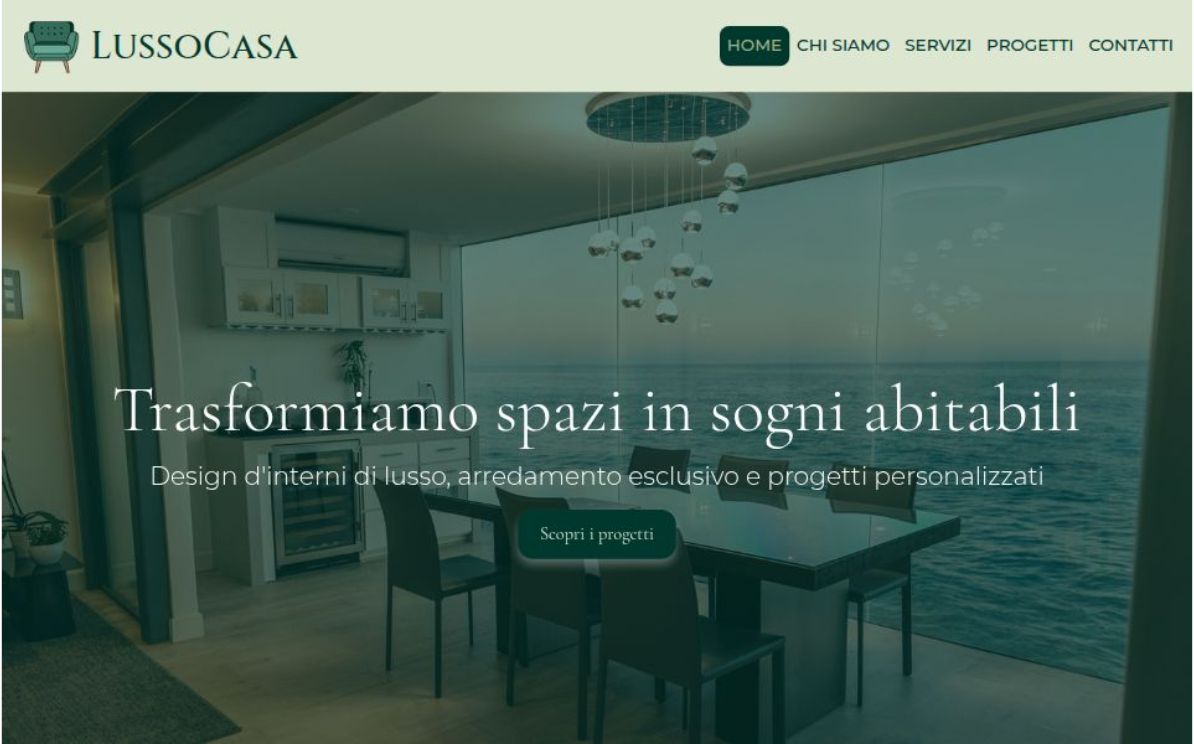 LussoCasa
HOME CHI SIAMO SERVIZI PROGETTI CONTATTI
Trasformiamo spazi in sogni abitabili
Design d'interni di lusso, arredamento esclusivo e progetti personalizzati
Scopri i progetti